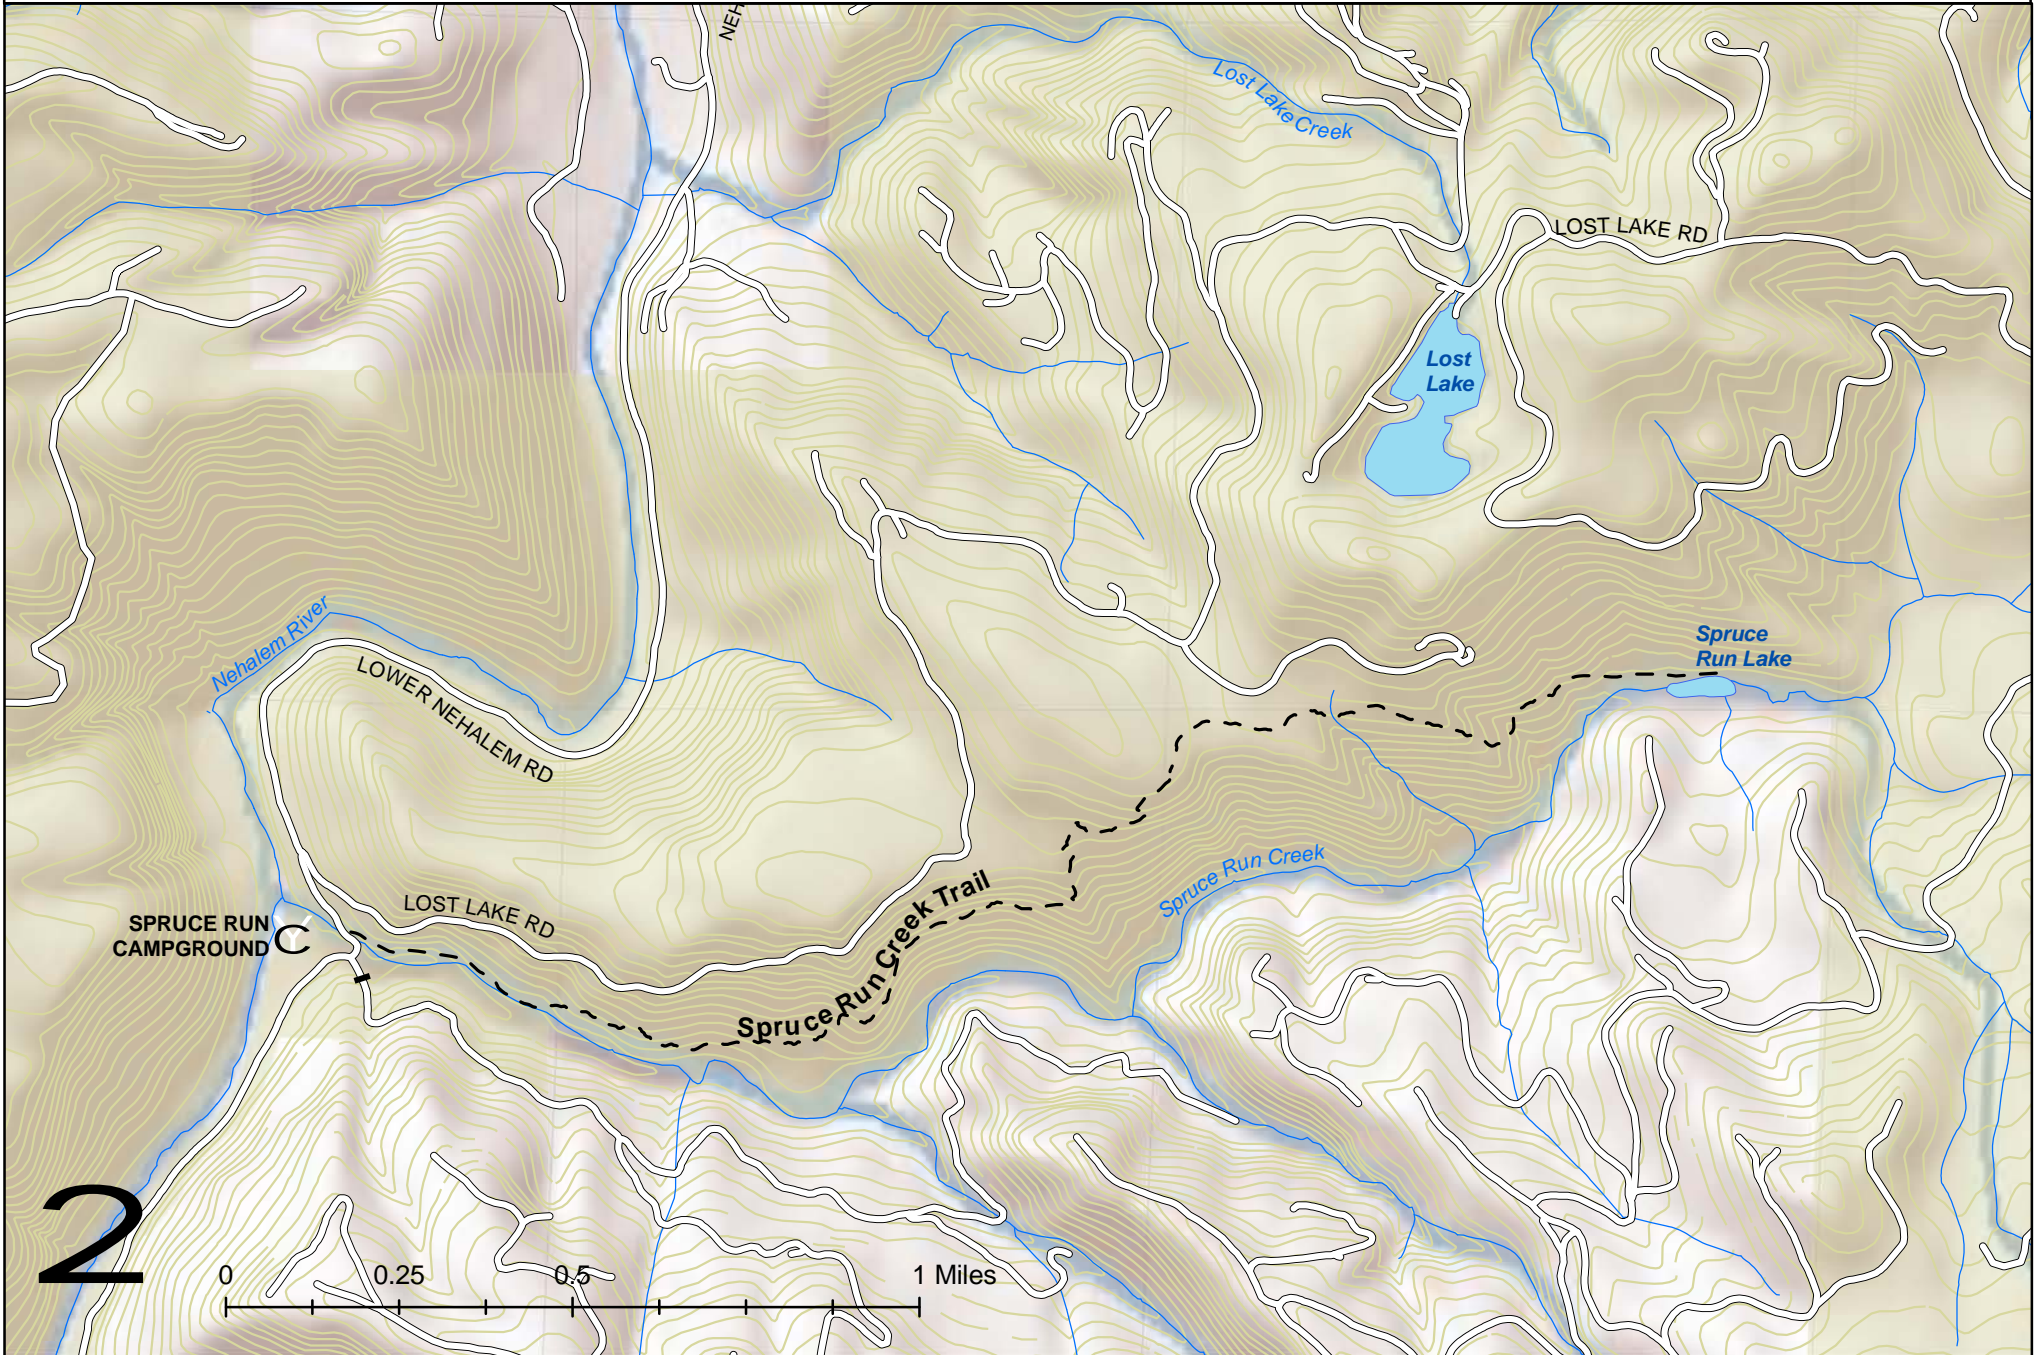 NEH
Lost Lake Creek
LOST LAKE RD
Lost
Lake
Nehalem River
LOWER NEHALEM RD
Spruce
Run Lake
Spruce Run Creek
LOST LAKE RD
Spruce Run Creek Trail
SPRUCE RUN
CAMPGROUND
C
2
0 0.25 0.5 1 Miles